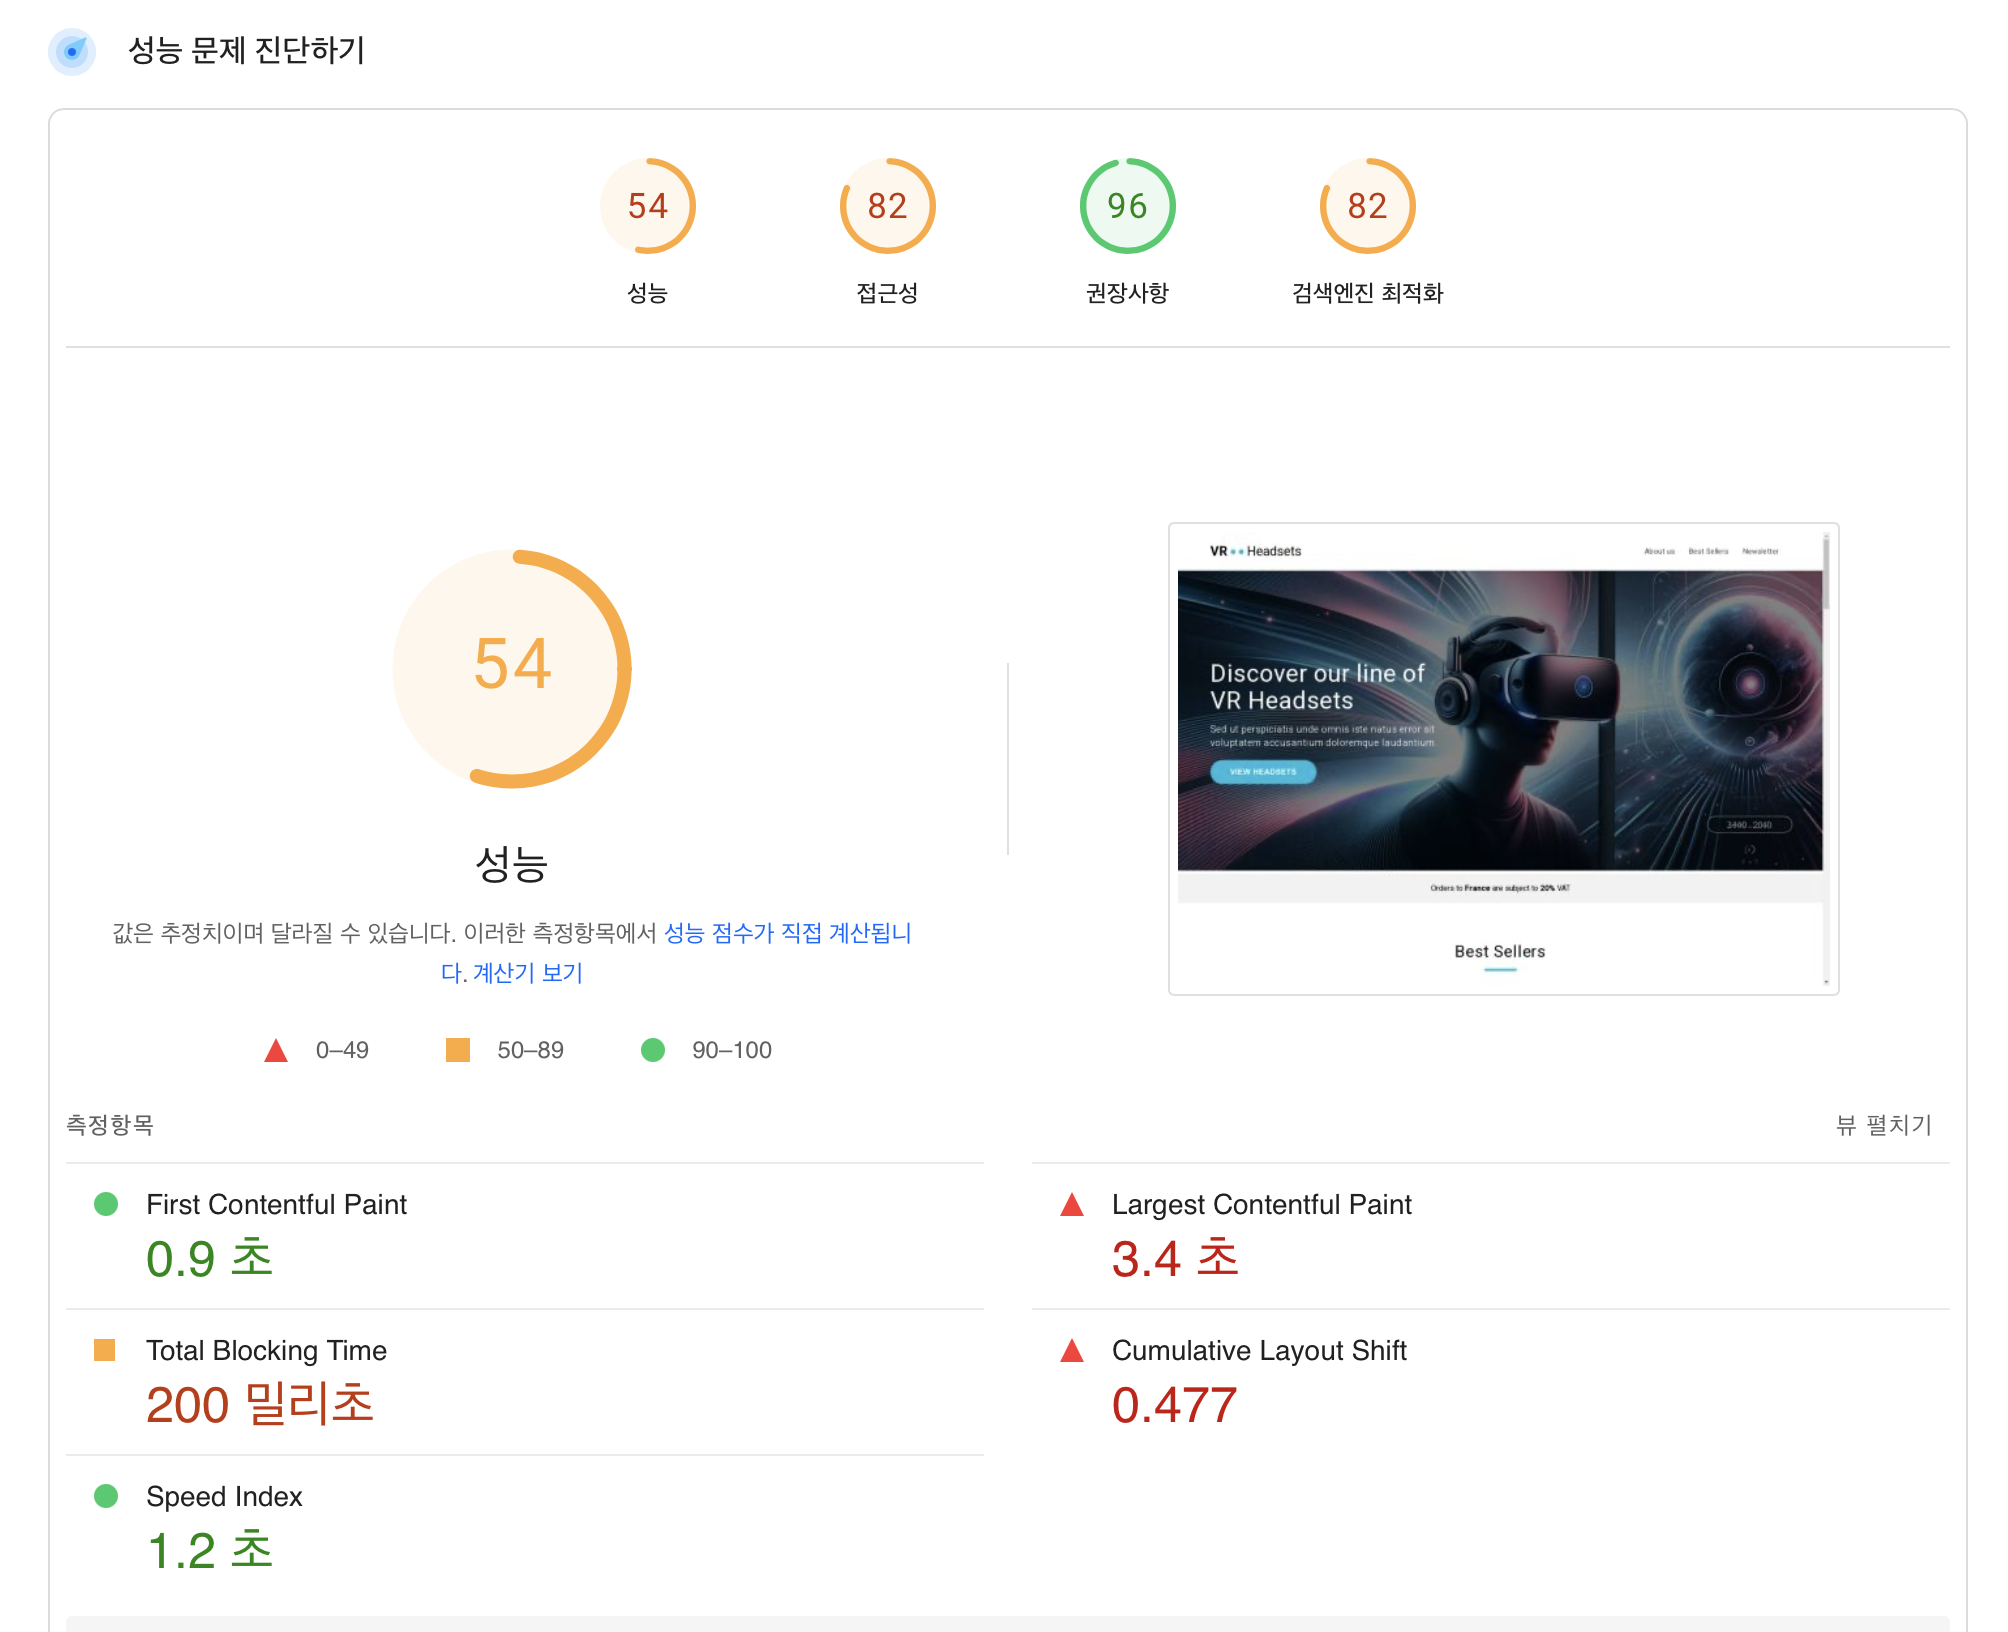 성능 문제 진단하기
54
82
96
82
성능
접근성
권장사항
검색엔진 최적화
54
성능
값은 추정치이며 달라질 수 있습니다. 이러한 측정항목에서 성능 점수가 직접 계산됩니
다. 계산기 보기
0–49
50–89
90–100
VR Headsets
About us
Best Sellers
Newsletter
Discover our line of
VR Headsets
Sed ut perspiciatis unde omnis iste natus error sit
voluptatem accusantium doloremque laudantium.
VIEW HEADSETS
Orders to France are subject to 20% VAT
Best Sellers
측정항목
뷰 펼치기
First Contentful Paint
0.9 초
Largest Contentful Paint
3.4 초
Total Blocking Time
200 밀리초
Cumulative Layout Shift
0.477
Speed Index
1.2 초